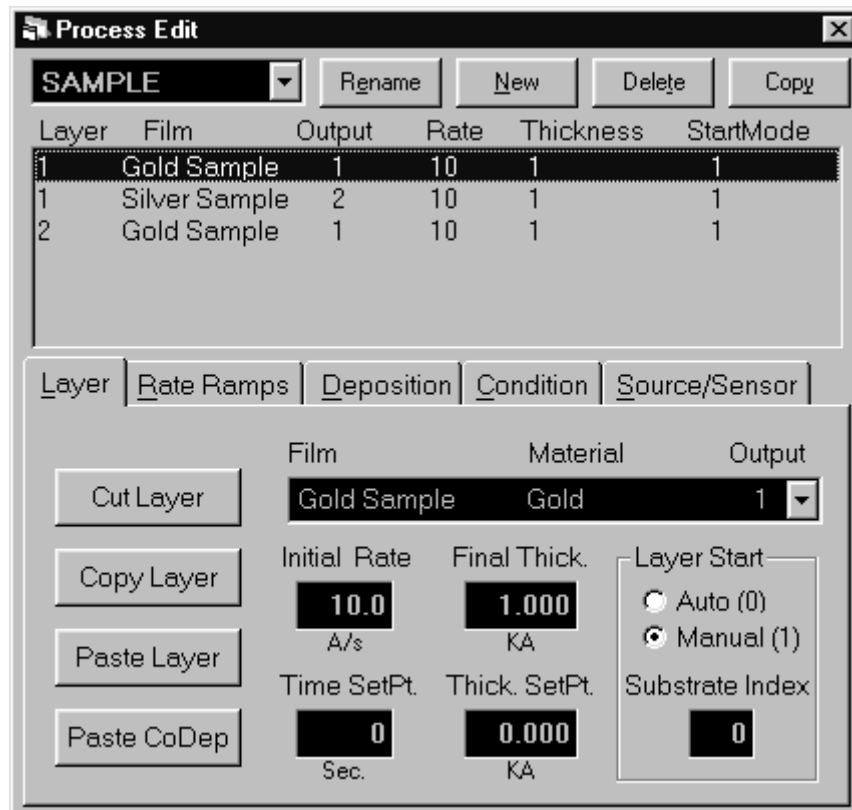 Process Edit
SAMPLE Rename New Delete Copy
Layer Film Output Rate Thickness StartMode
1 Gold Sample 1 10 1 1
1 Silver Sample 2 10 1 1
2 Gold Sample 1 10 1 1
Layer Rate Ramps Deposition Condition Source/Sensor
Film Material Output
Cut Layer Gold Sample Gold 1
Initial Rate Final Thick. Layer Start
Copy Layer 10.0 1.000 Auto (0)
A/s KA Manual (1)
Paste Layer
Time SetPt. Thick. SetPt. Substrate Index
Paste CoDep 0 0.000 0
Sec. KA